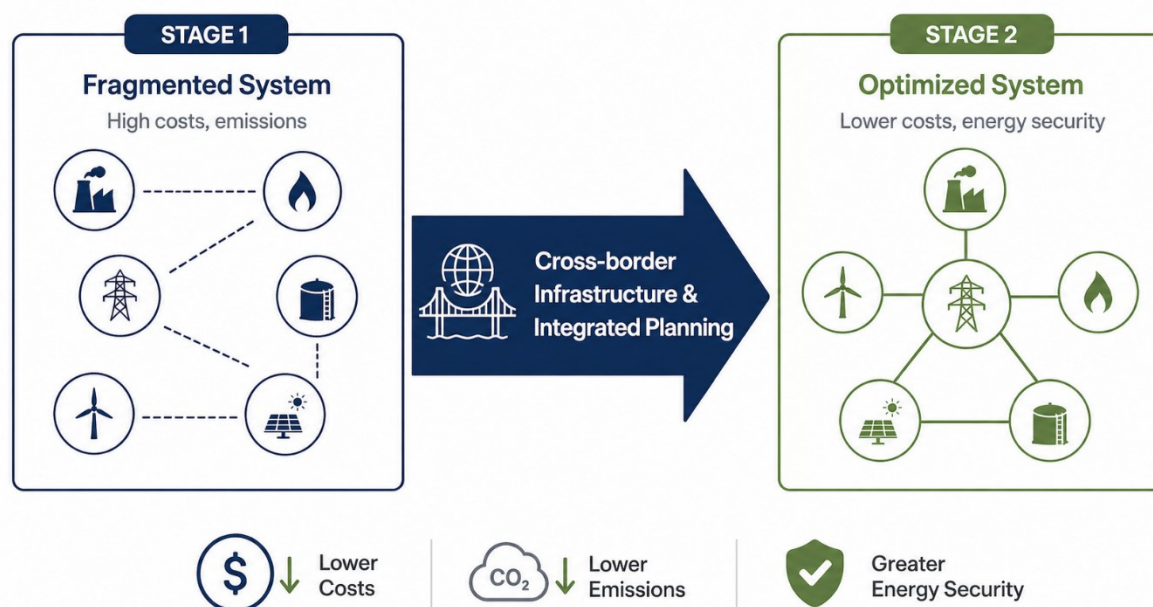 STAGE 1
Fragmented System
High costs, emissions
Cross-border
Infrastructure &
Integrated Planning
STAGE 2
Optimized System
Lower costs, energy security
$
Lower
Costs
CO₂
Lower
Emissions
Greater
Energy Security